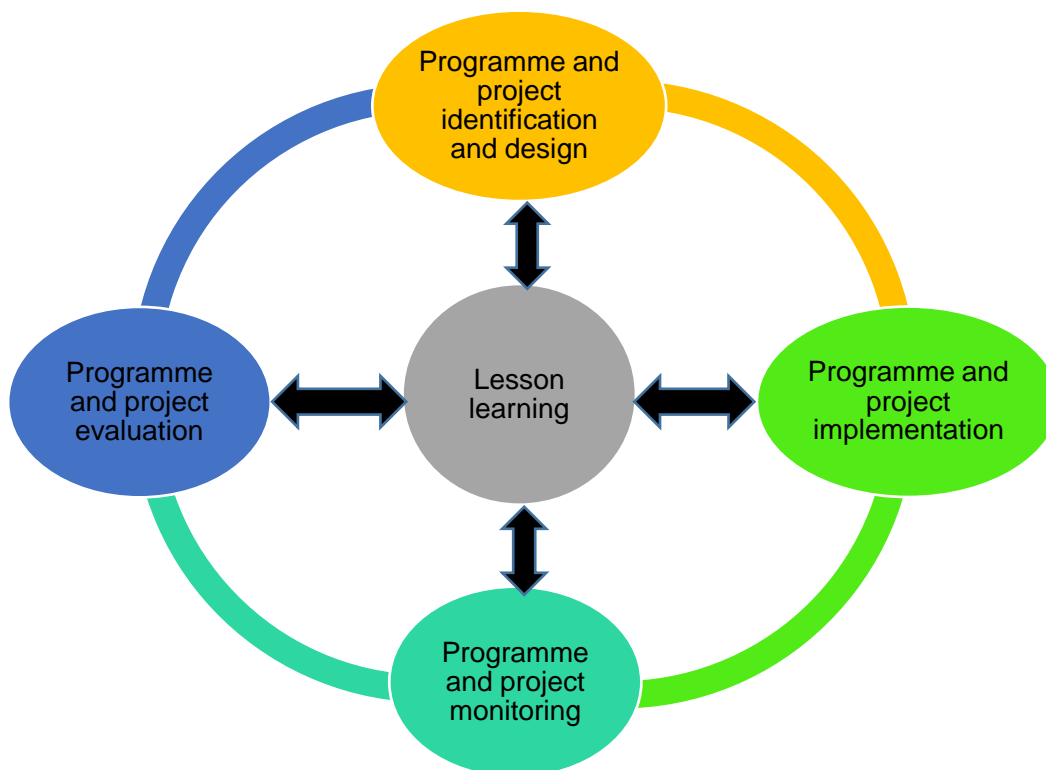 Programme and
project
identification
and design
Programme
and project
evaluation
Lesson
learning
Programme and
project
implementation
Programme
and project
monitoring